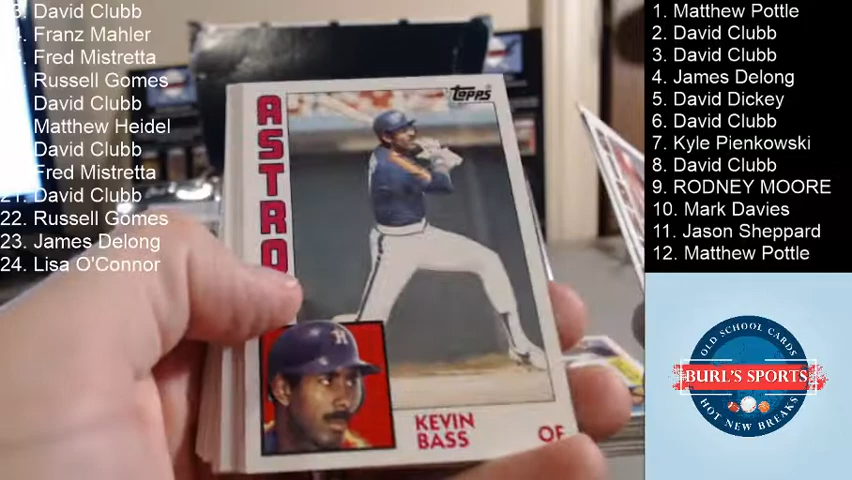 3. David Clubb
4. Franz Mahler
5. Fred Mistretta
Russell Gomes
David Clubb
Matthew Heidel
David Clubb
Fred Mistretta
21. David Clubb
22. Russell Gomes
23. James Delong
24. Lisa O'Connor
ASTRO
Topps
KEVIN
BASS
OF
1. Matthew Pottle
2. David Clubb
3. David Clubb
4. James Delong
5. David Dickey
6. David Clubb
7. Kyle Pienkowski
8. David Clubb
9. RODNEY MOORE
10. Mark Davies
11. Jason Sheppard
12. Matthew Pottle
OLD SCHOOL CARDS
BURL'S SPORTS
HOT NEW BREAKS